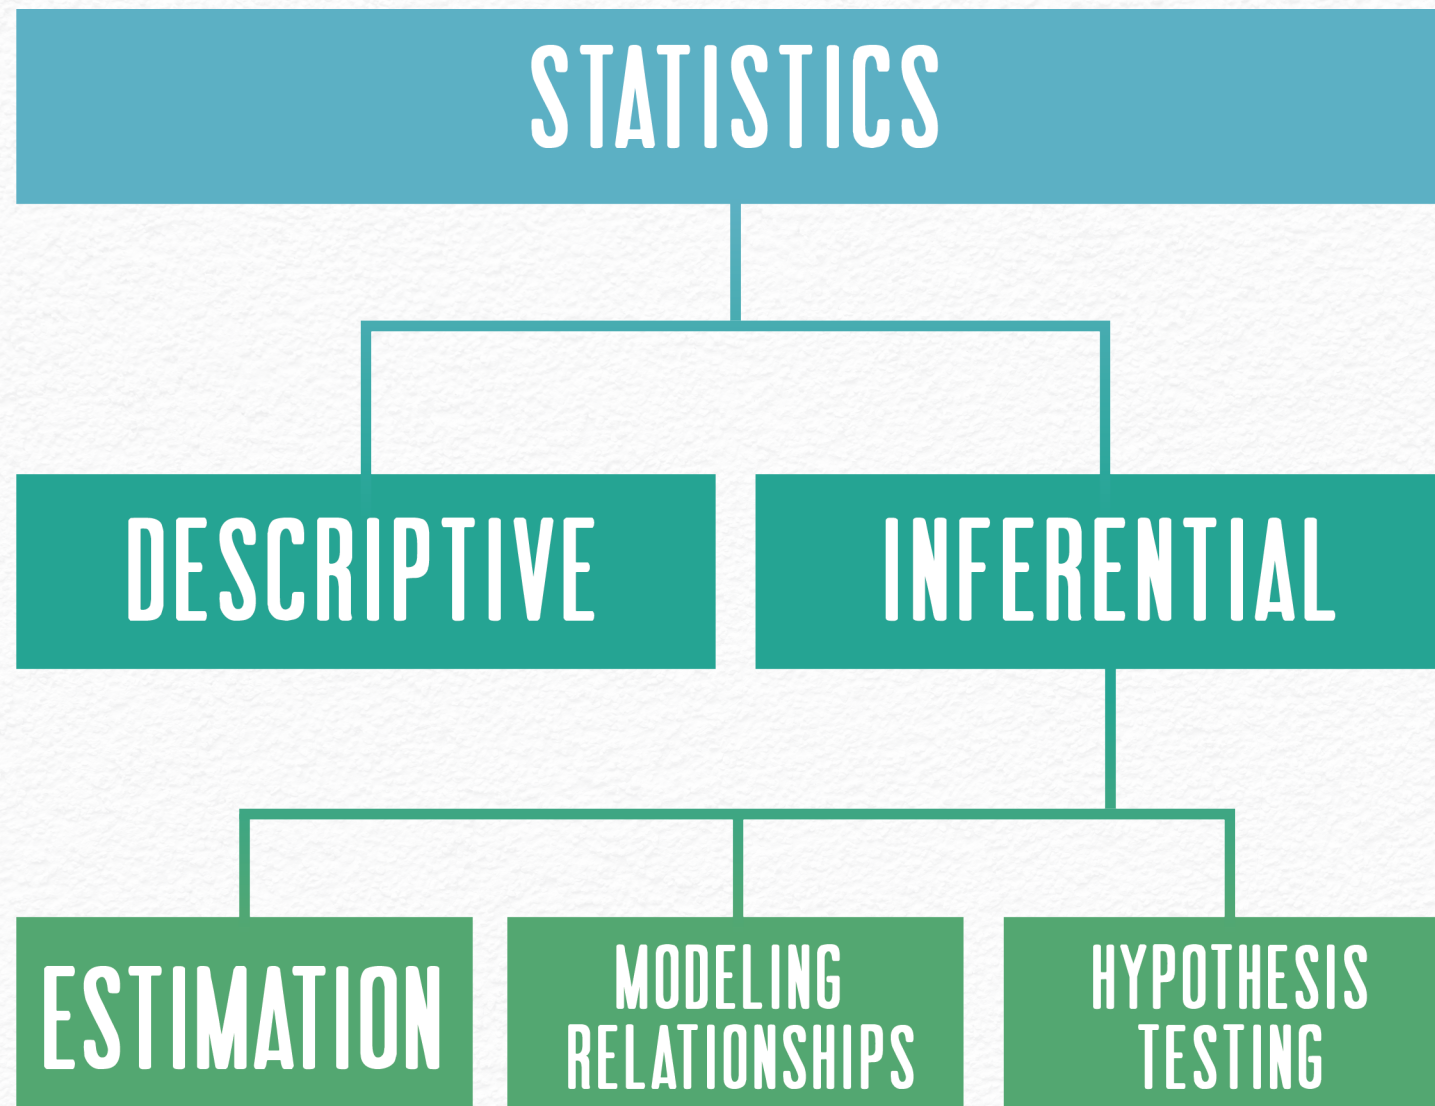 STATISTICS
DESCRIPTIVE
INFERENTIAL
ESTIMATION
MODELING
RELATIONSHIPS
HYPOTHESIS
TESTING